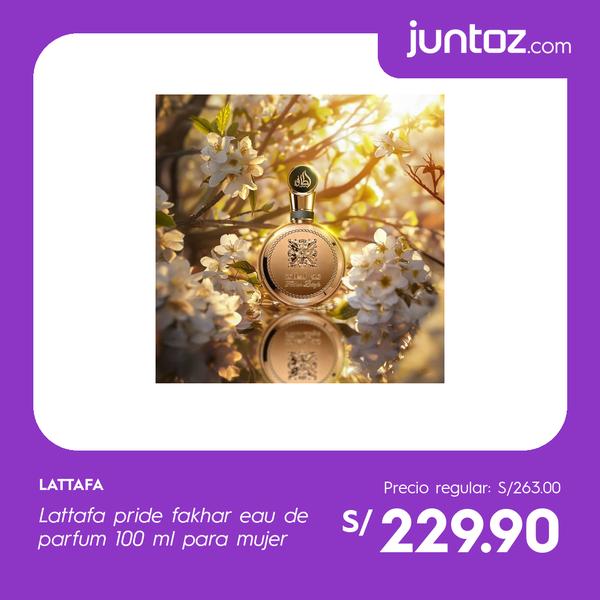 juntoz.com
LATTAFA
Lattafa pride fakhar eau de
parfum 100 ml para mujer
Precio regular: S/263.00
S/229.90